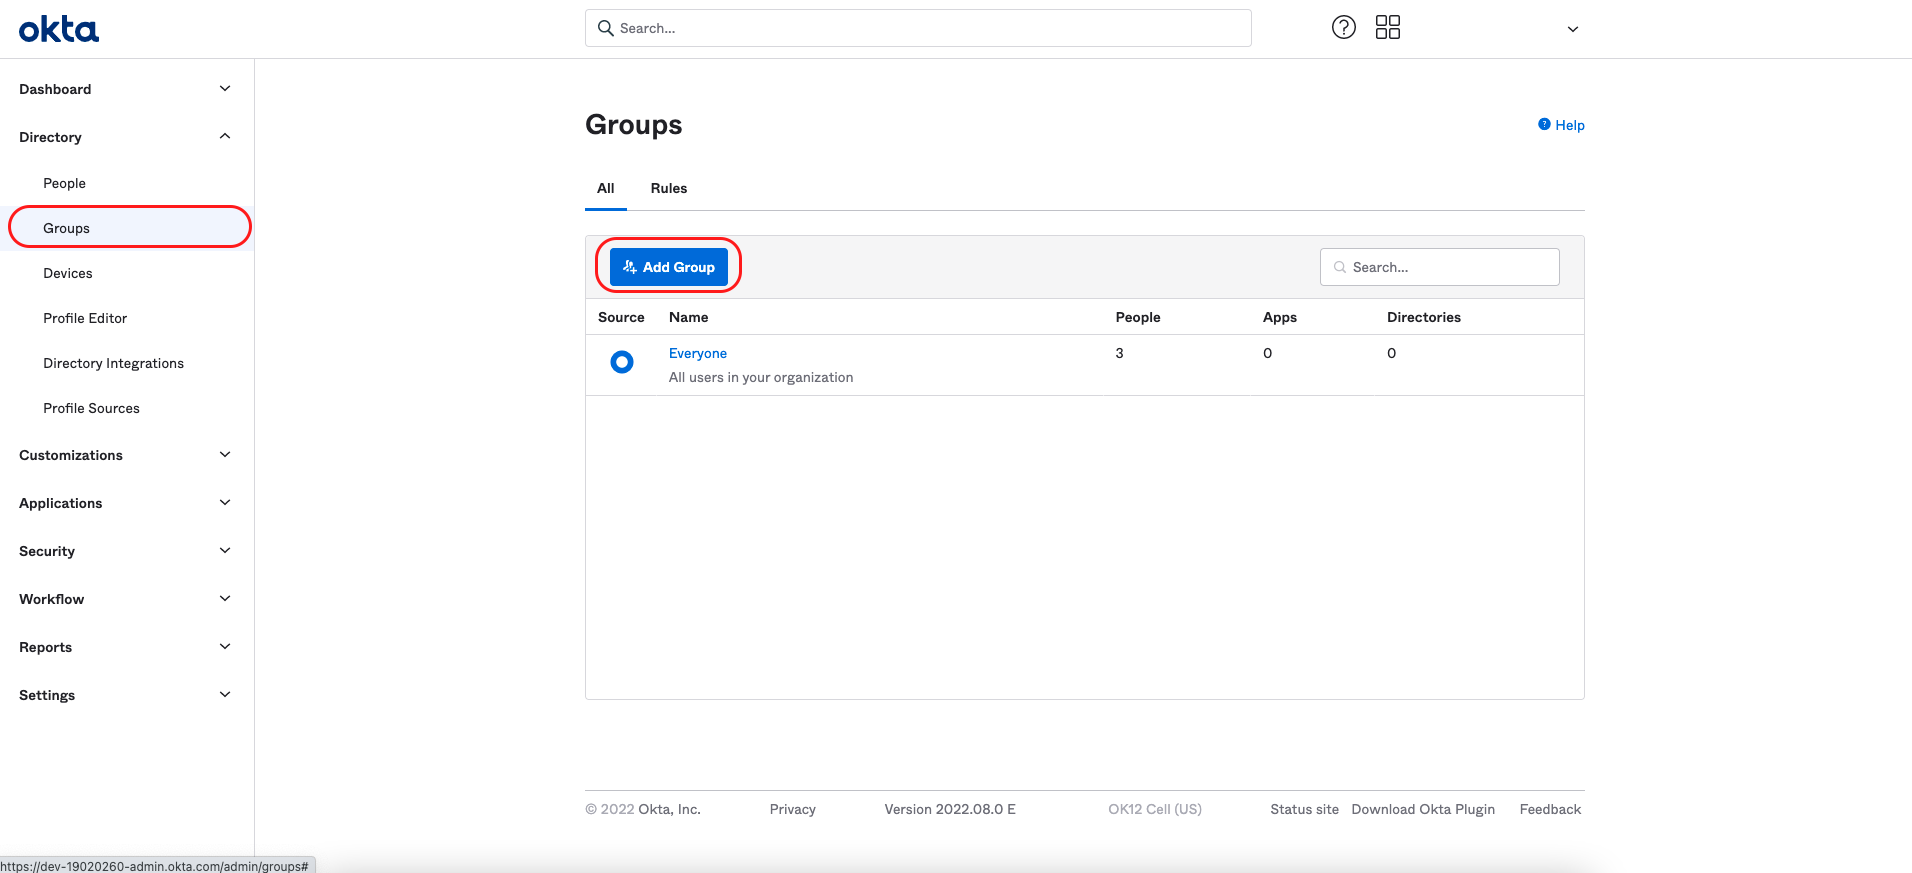 okta
Search...
Dashboard
Directory
People
Groups
Devices
Profile Editor
Directory Integrations
Profile Sources
Customizations
Applications
Security
Workflow
Reports
Settings
Groups
Help
All Rules
Add Group Search...
Source Name People Apps Directories
Everyone 3 0 0
All users in your organization
© 2022 Okta, Inc. Privacy Version 2022.08.0 E OK12 Cell (US) Status site Download Okta Plugin Feedback
https://dev-19020260-admin.okta.com/admin/groups#